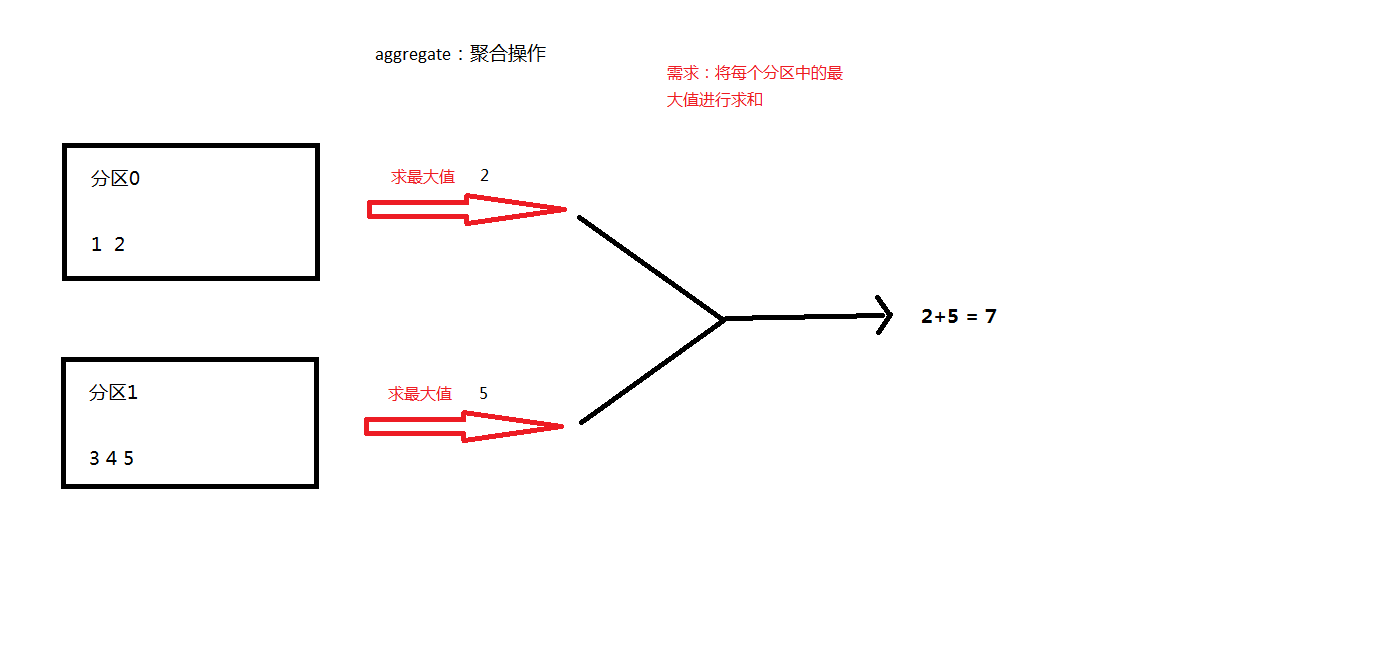 aggregate：聚合操作
需求：将每个分区中的最
大值进行求和
分区0
1 2
求最大值 2
2+5 = 7
分区1
3 4 5
求最大值 5